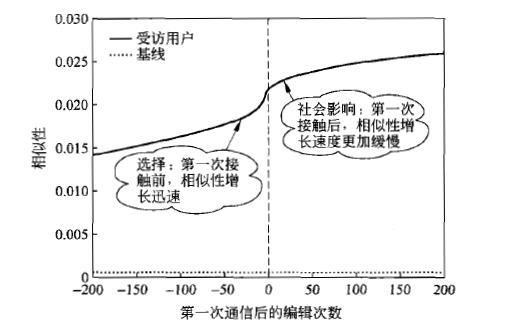 0.030
0.025
0.020
0.015
0.010
0.005
0
相似性
受访用户
基线
选择：第一次接
触前，相似性增
长迅速
社会影响：第一次
接触后，相似性增
长速度更加缓慢
-200 -150 -100 -50 0 50 100 150 200
第一次通信后的编辑次数